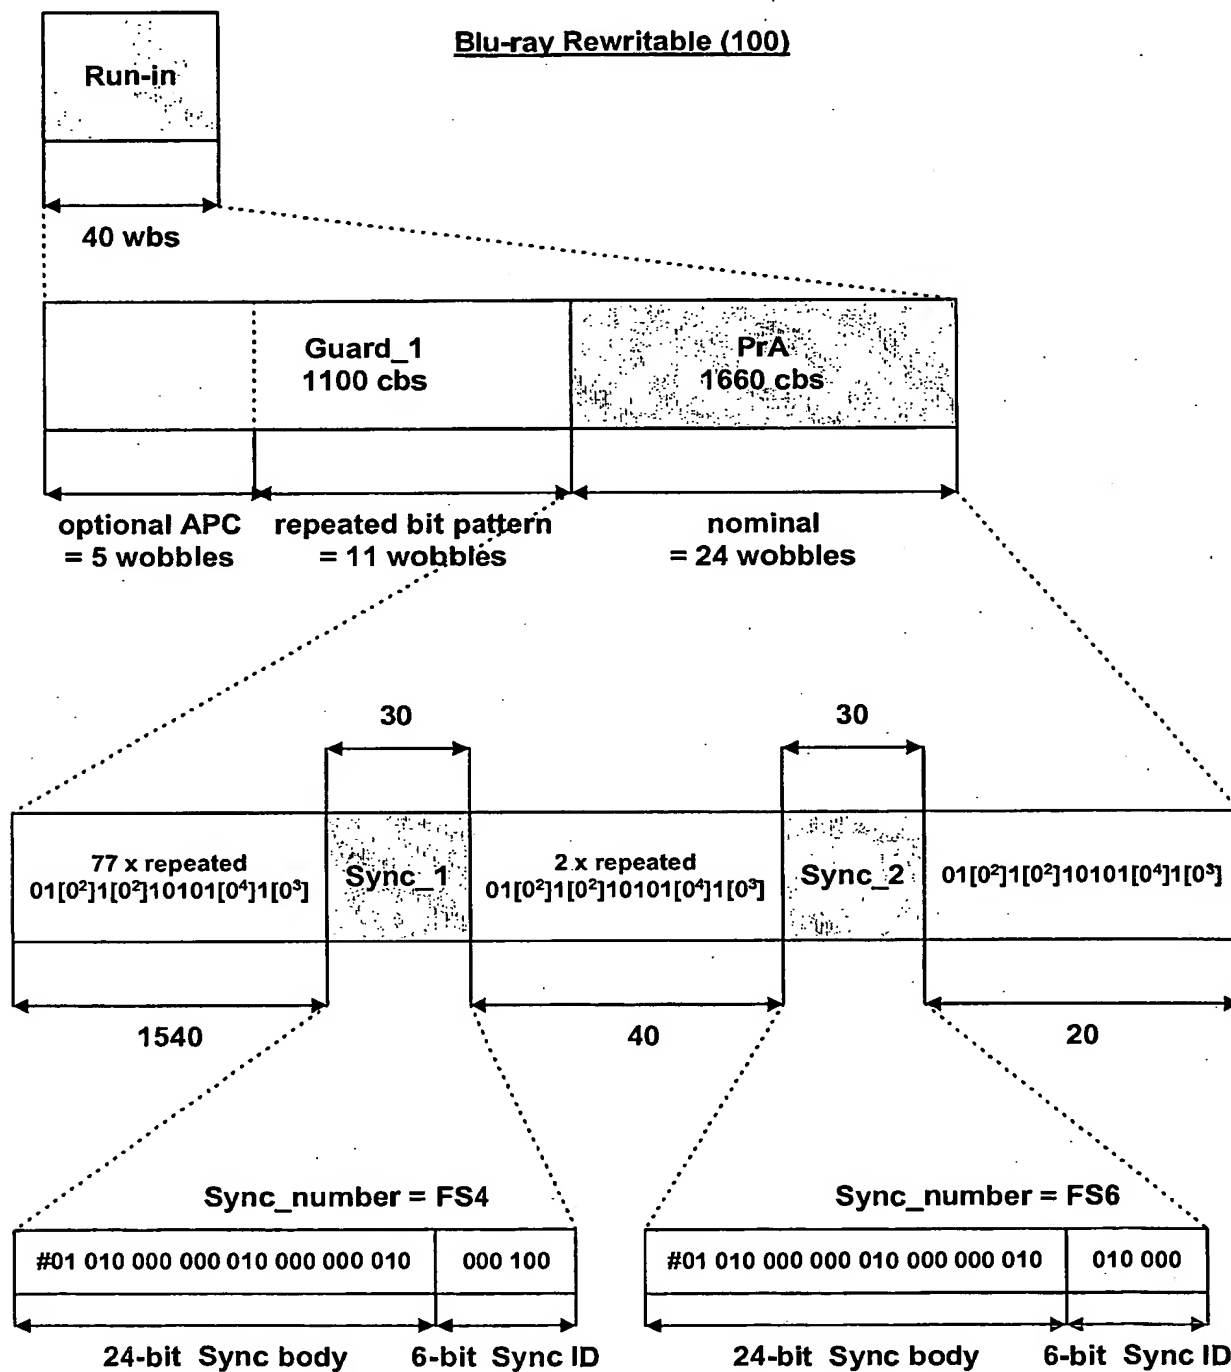 Blu-ray Rewritable (100)
Run-in
40 wbs
Guard_1
1100 cbs
PrA
1660 cbs
optional APC
= 5 wobbles
repeated bit pattern
= 11 wobbles
nominal
= 24 wobbles
30
30
77 x repeated
01[0²]1[0²]10101[0⁴]1[0³]
Sync_1
2 x repeated
01[0²]1[0²]10101[0⁴]1[0³]
Sync_2
01[0²]1[0²]10101[0⁴]1[0³]
1540
40
20
Sync_number = FS4
Sync_number = FS6
#01 010 000 000 010 000 000 010
000 100
#01 010 000 000 010 000 000 010
010 000
24-bit Sync body
6-bit Sync ID
24-bit Sync body
6-bit Sync ID